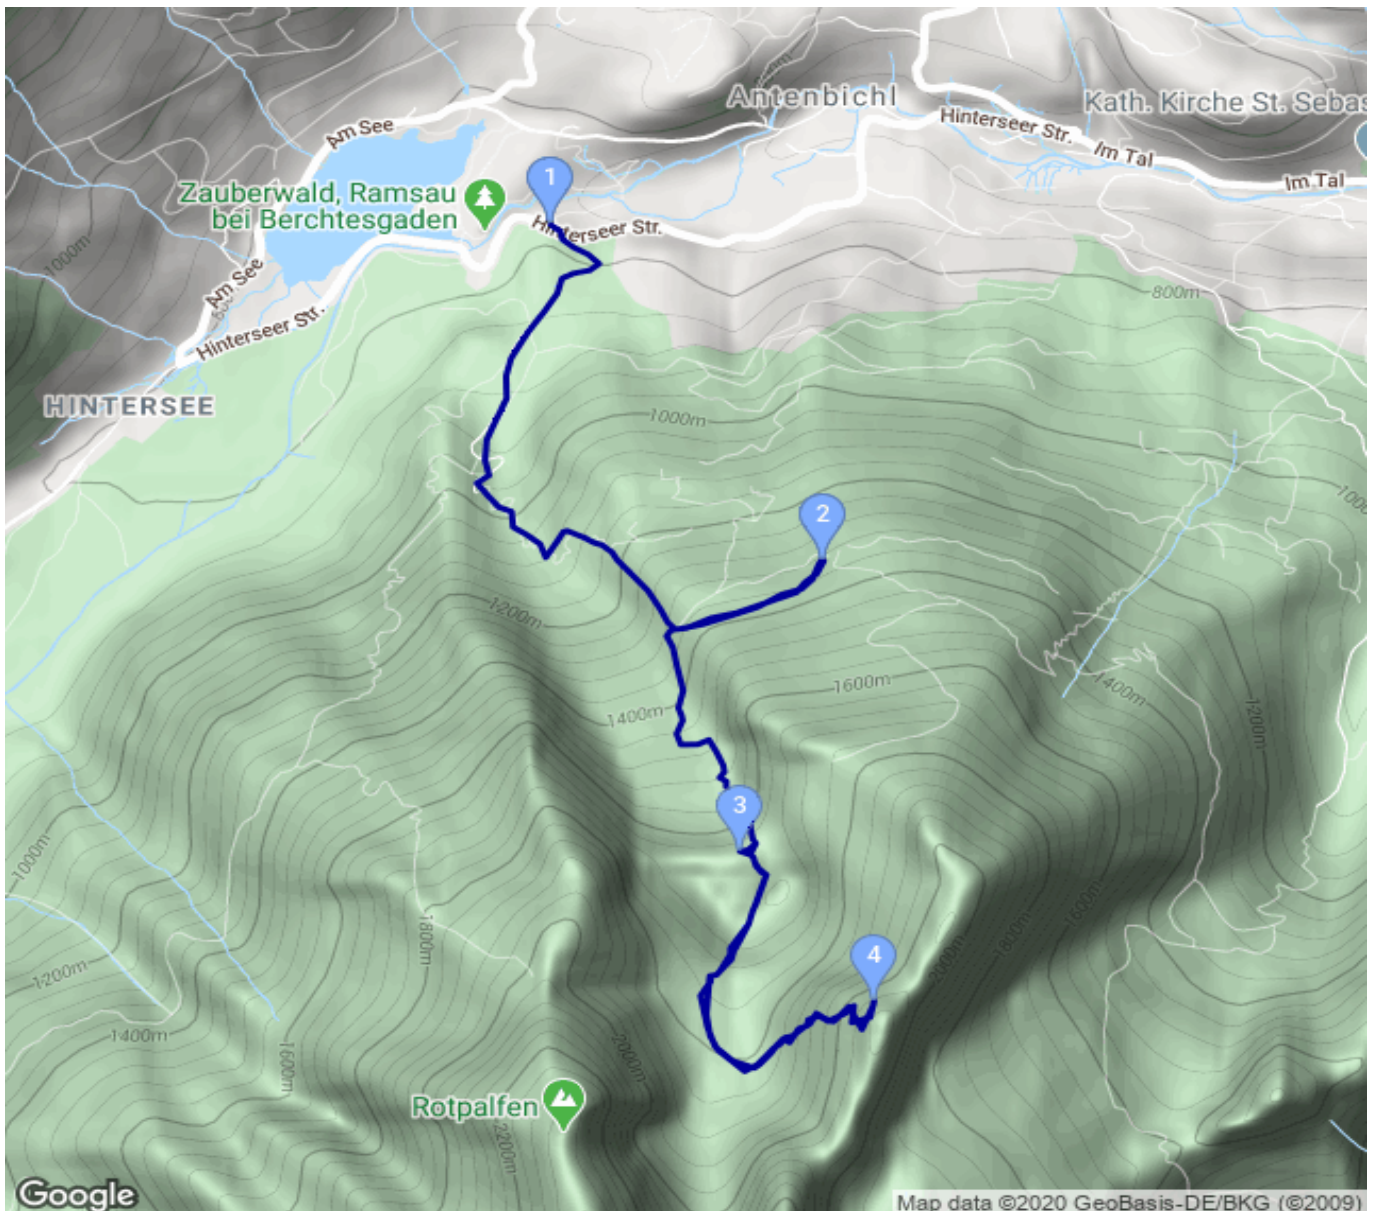 Antenbichl
Kath. Kirche St. Sebas
Am See
Hinterseer Str.
Im Tal
Im Tal
1
Zauberwald, Ramsau
bei Berchtesgaden
Hinterseer Str.
1000m
Am See
800m
Hinterseer Str.
HINTERSEE
1000m
1000m
2
1200m
1600m
1400m
1400m
1200m
3
1000m
1800m
1600m
1800m
2000m
4
1200m
1400m
1600m
2000m
Rotpalfen
2200m
Google
Map data ©2020 GeoBasis-DE/BKG (©2009)